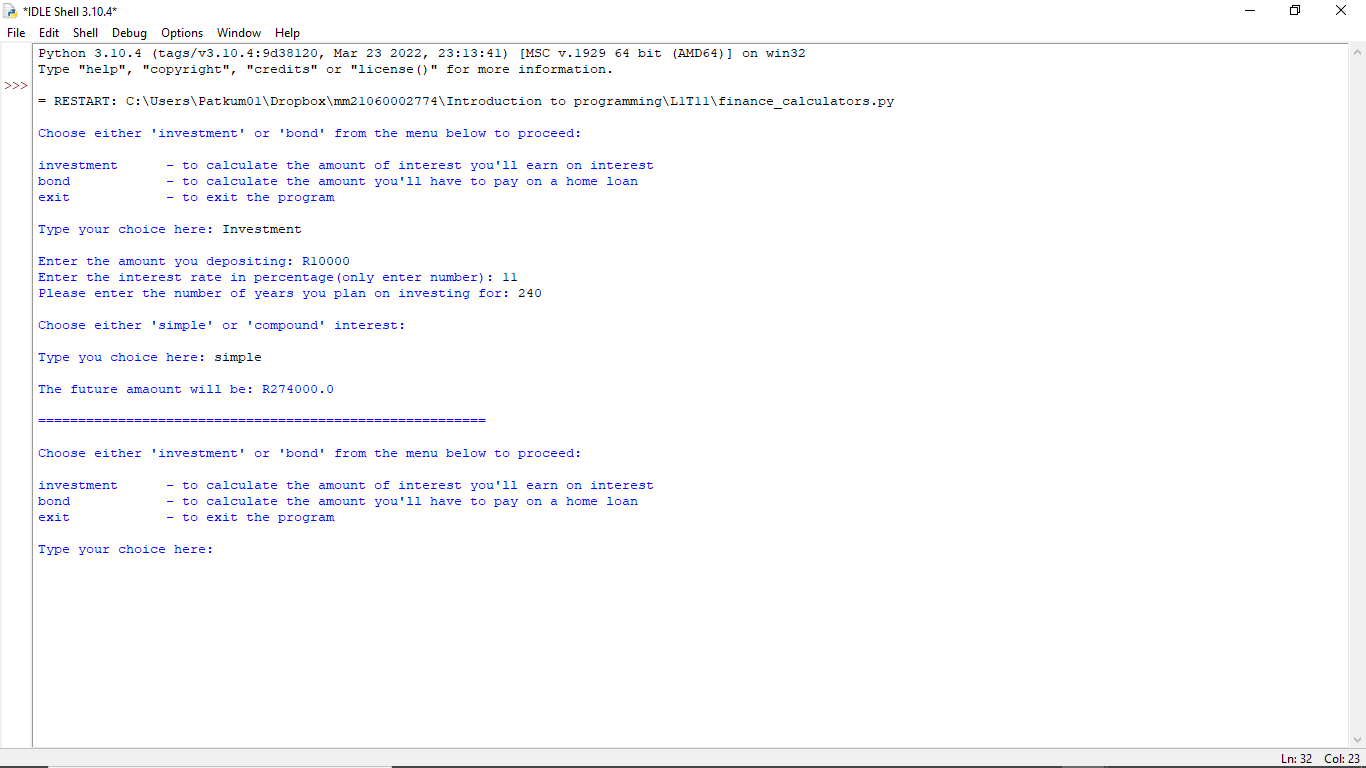 *IDLE Shell 3.10.4*
File Edit Shell Debug Options Window Help
Python 3.10.4 (tags/v3.10.4:9d38120, Mar 23 2022, 23:13:41) [MSC v.1929 64 bit (AMD64)] on win32
Type "help", "copyright", "credits" or "license()" for more information.
>>>
= RESTART: C:\Users\Patkum01\Dropbox\mm21060002774\Introduction to programming\L1T11\finance_calculators.py
Choose either 'investment' or 'bond' from the menu below to proceed:
investment - to calculate the amount of interest you'll earn on interest
bond - to calculate the amount you'll have to pay on a home loan
exit - to exit the program
Type your choice here: Investment
Enter the amount you depositing: R10000
Enter the interest rate in percentage(only enter number): 11
Please enter the number of years you plan on investing for: 240
Choose either 'simple' or 'compound' interest:
Type you choice here: simple
The future amaount will be: R274000.0
========================================================
Choose either 'investment' or 'bond' from the menu below to proceed:
investment - to calculate the amount of interest you'll earn on interest
bond - to calculate the amount you'll have to pay on a home loan
exit - to exit the program
Type your choice here:
Ln: 32 Col: 23